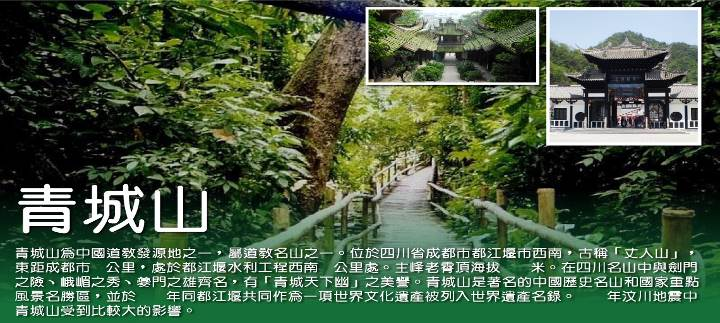 青城山
青城山為中國道教發源地之一，屬道教名山之一。位於四川省成都市都江堰市西南，古稱「丈人山」，
東距成都市　公里，處於都江堰水利工程西南　公里處。主峰老霄頂海拔　　米。在四川名山中與劍門
之險、峨嵋之秀、夔門之雄齊名，有「青城天下幽」之美譽。青城山是著名的中國歷史名山和國家重點
風景名勝區，並於　　年同都江堰共同作為一項世界文化遺產被列入世界遺產名錄。　　年汶川地震中
青城山受到比較大的影響。